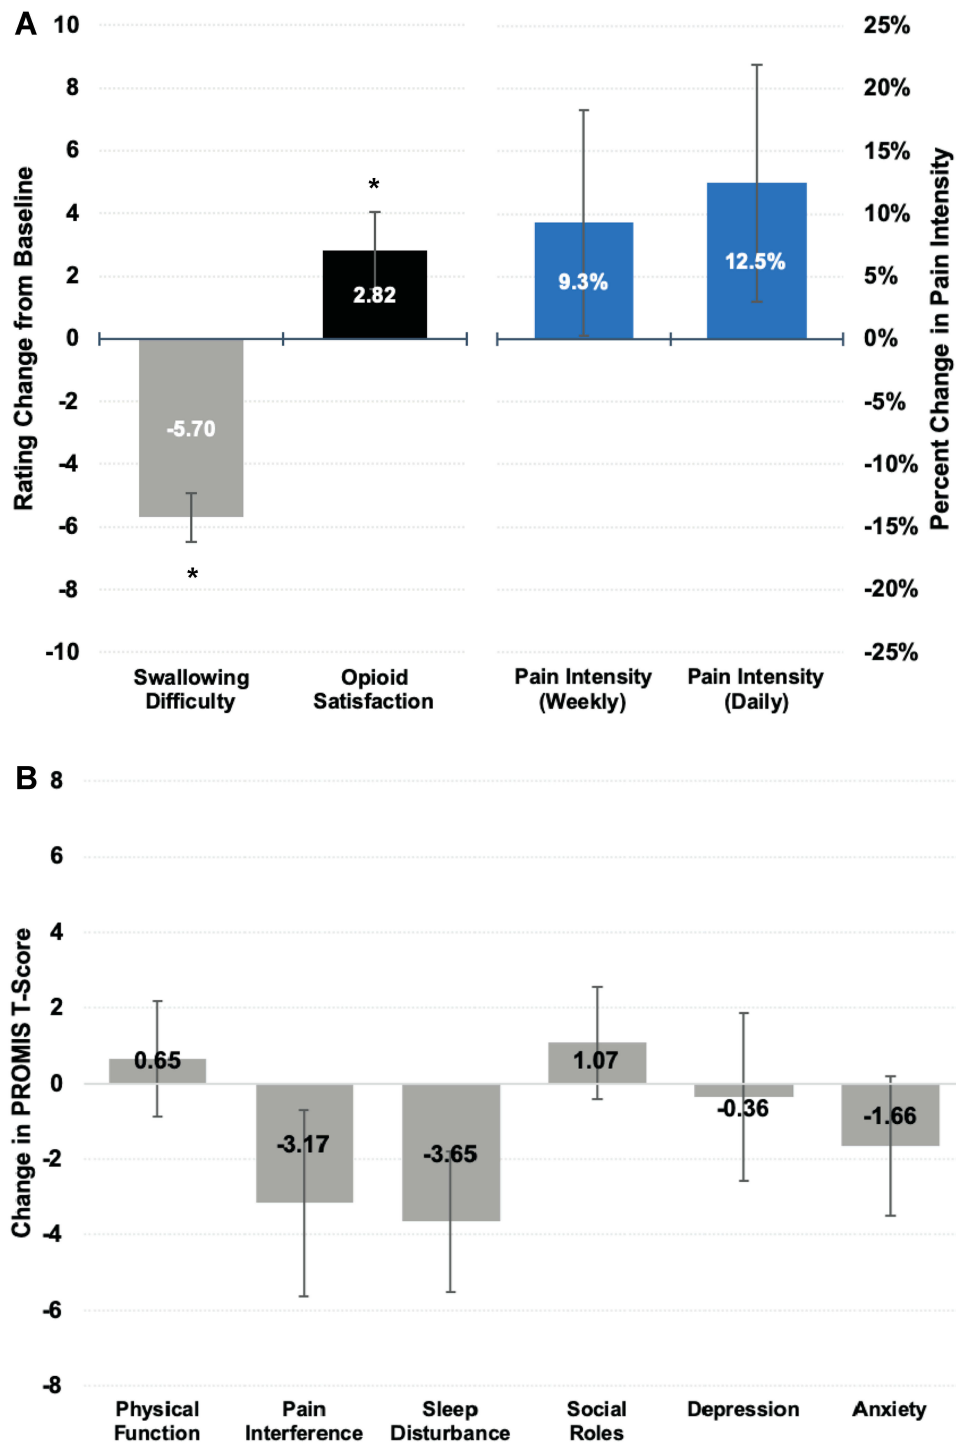 A
10
8
6
4
2
0
-2
-4
-6
-8
-10
Rating Change from Baseline
25%
20%
15%
10%
5%
0%
-5%
-10%
-15%
-20%
-25%
Percent Change in Pain Intensity
*
2.82
9.3%
12.5%
-5.70
*
Swallowing
Difficulty
Opioid
Satisfaction
Pain Intensity
(Weekly)
Pain Intensity
(Daily)
B
8
6
4
2
0
-2
-4
-6
-8
Change in PROMIS T-Score
0.65
-3.17
-3.65
1.07
-0.36
-1.66
Physical
Function
Pain
Interference
Sleep
Disturbance
Social
Roles
Depression
Anxiety